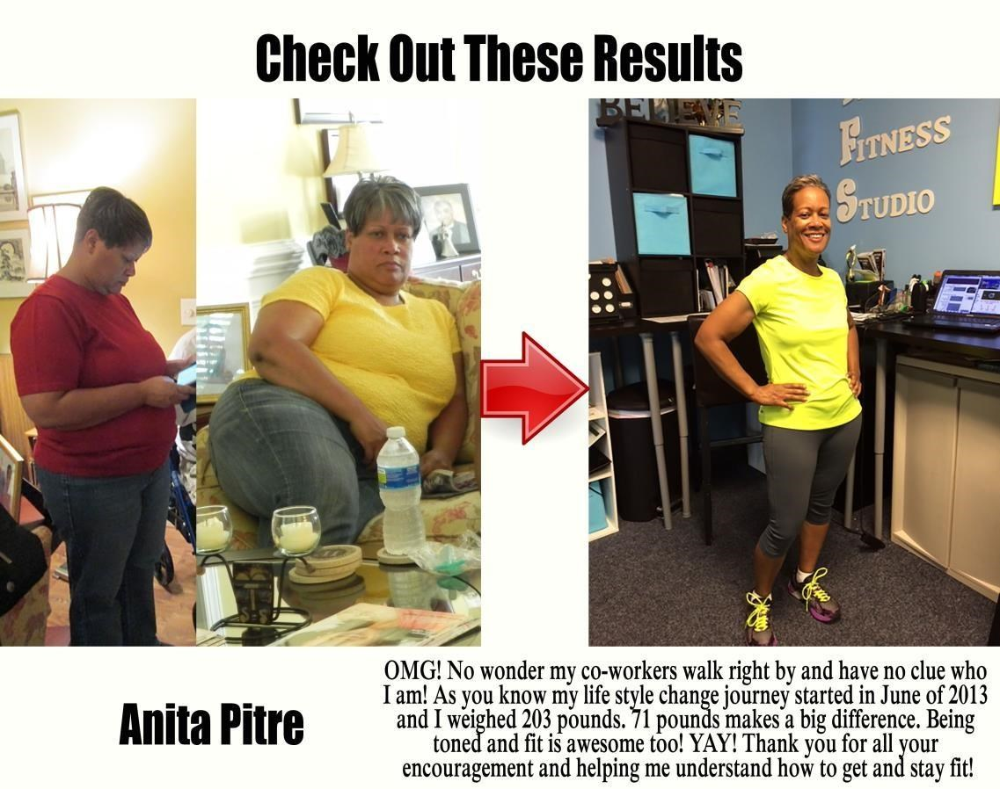 Check Out These Results
BELIEVE
FITNESS
STUDIO
Anita Pitre
OMG! No wonder my co-workers walk right by and have no clue who
I am! As you know my life style change journey started in June of 2013
and I weighed 203 pounds. 71 pounds makes a big difference. Being
toned and fit is awesome too! YAY! Thank you for all your
encouragement and helping me understand how to get and stay fit!